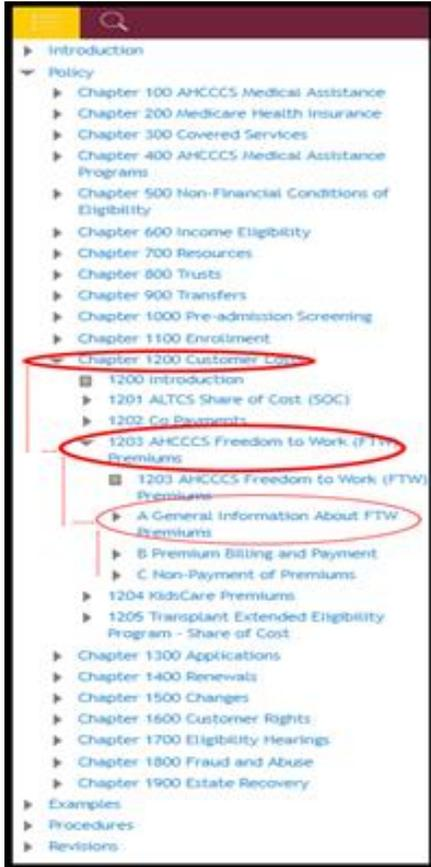 Introduction
Policy
Chapter 100 AHCCCS Medical Assistance
Chapter 200 Medicare Health Insurance
Chapter 300 Covered Services
Chapter 400 AHCCCS Medical Assistance
Programs
Chapter 500 Non-Financial Conditions of
Eligibility
Chapter 600 Income Eligibility
Chapter 700 Resources
Chapter 800 Trusts
Chapter 900 Transfers
Chapter 1000 Pre-admission Screening
Chapter 1100 Enrollment
Chapter 1200 Customer Costs
1200 Introduction
1201 ALTCS Share of Cost (SOC)
1202 Co Payments
1203 AHCCCS Freedom to Work (FTW)
Premiums
1203 AHCCCS Freedom to Work (FTW)
Premiums
A General Information About FTW
Premiums
B Premium Billing and Payment
C Non-Payment of Premiums
1204 KidsCare Premiums
1205 Transplant Extended Eligibility
Program - Share of Cost
Chapter 1300 Applications
Chapter 1400 Renewals
Chapter 1500 Changes
Chapter 1600 Customer Rights
Chapter 1700 Eligibility Hearings
Chapter 1800 Fraud and Abuse
Chapter 1900 Estate Recovery
Examples
Procedures
Revisions